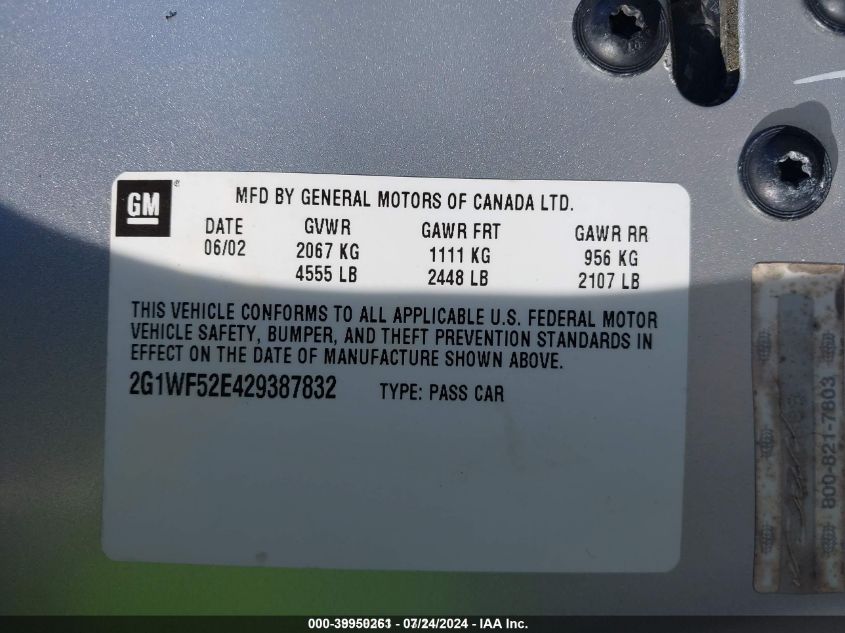 GM®
MFD BY GENERAL MOTORS OF CANADA LTD.
DATE GVWR GAWR FRT GAWR RR
06/02 2067 KG 1111 KG 956 KG
4555 LB 2448 LB 2107 LB
THIS VEHICLE CONFORMS TO ALL APPLICABLE U.S. FEDERAL MOTOR
VEHICLE SAFETY, BUMPER, AND THEFT PREVENTION STANDARDS IN
EFFECT ON THE DATE OF MANUFACTURE SHOWN ABOVE.
2G1WF52E429387832 TYPE: PASS CAR
800-821-7803
000-39950261 - 07/24/2024 - IAA Inc.